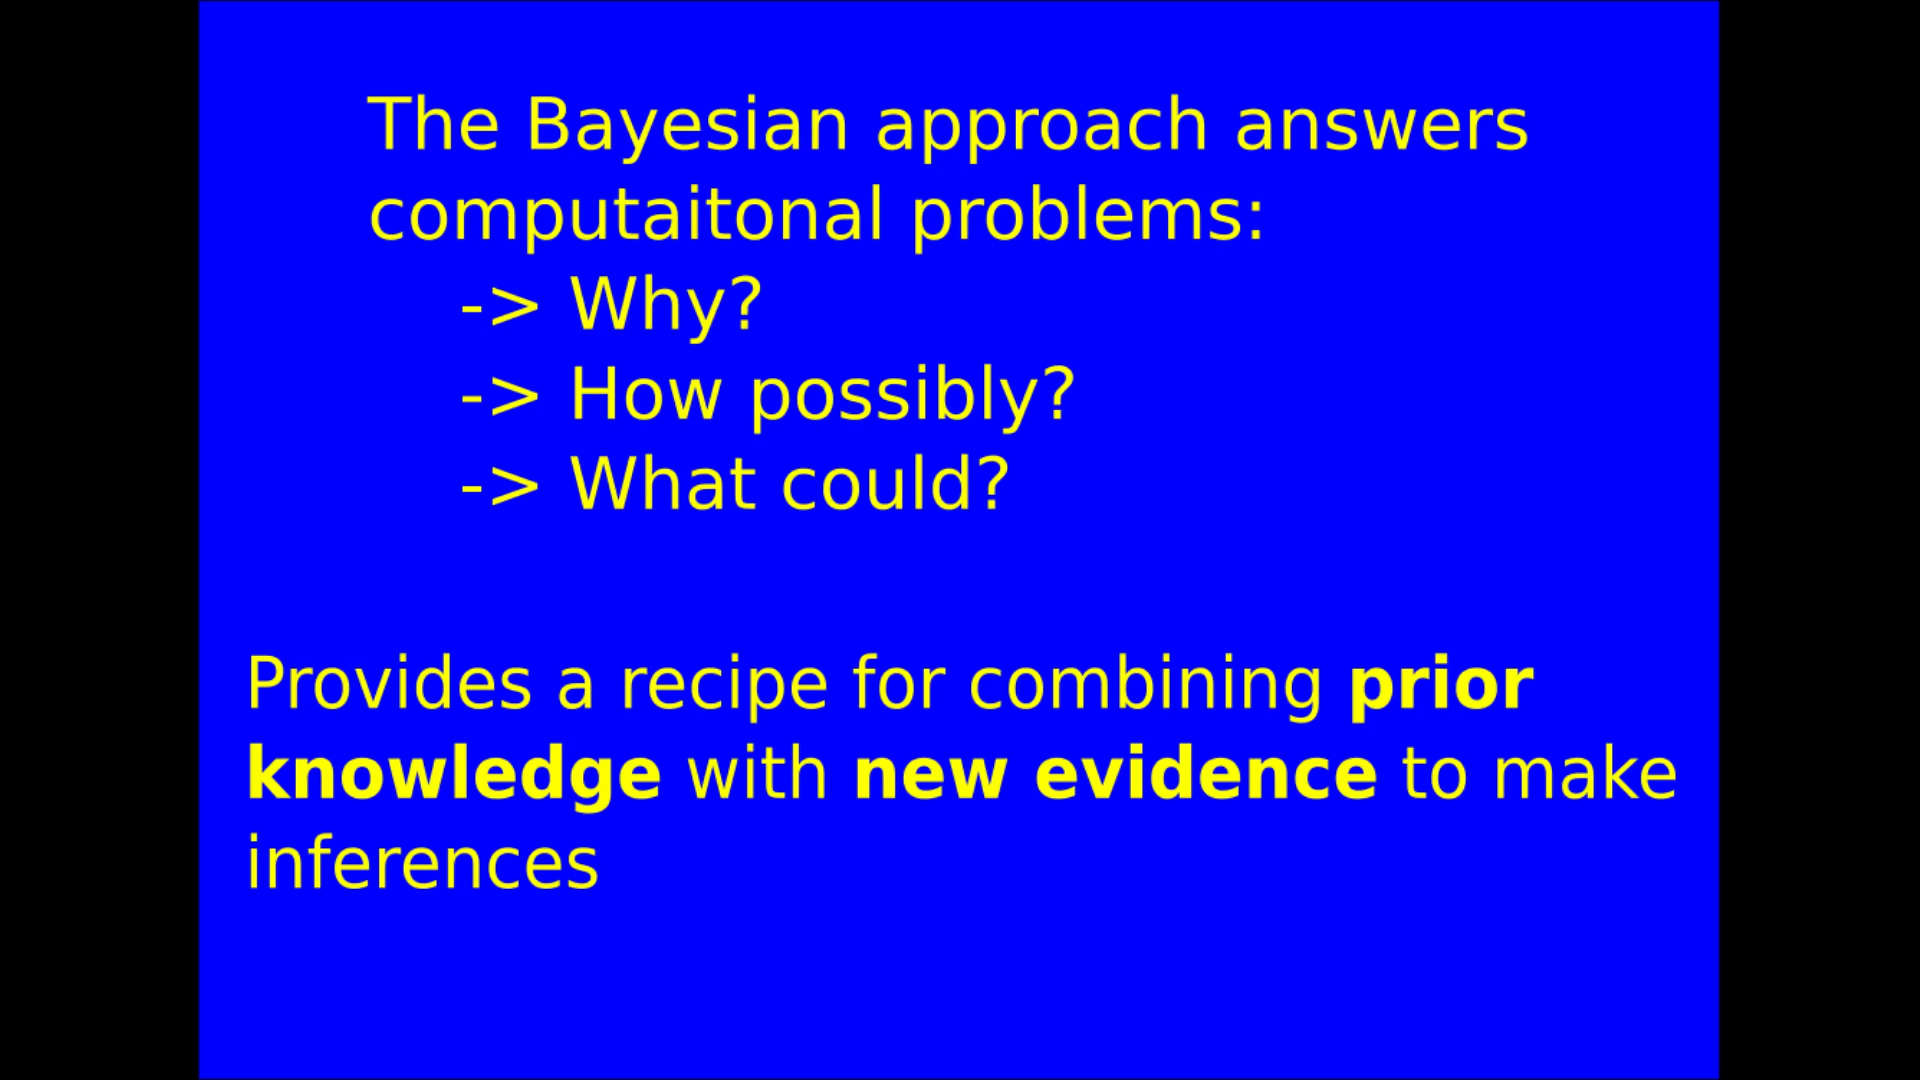 The Bayesian approach answers
computaitonal problems:
-> Why?
-> How possibly?
-> What could?
Provides a recipe for combining prior
knowledge with new evidence to make
inferences